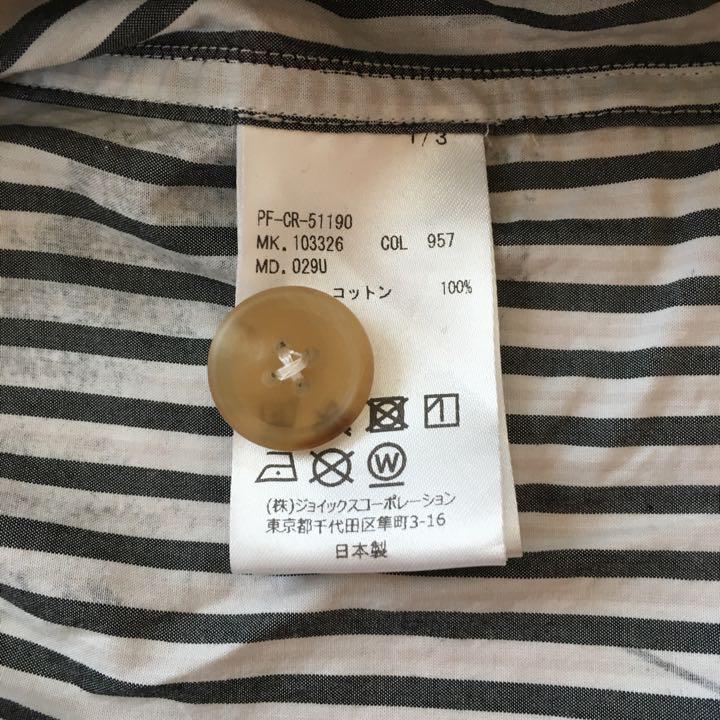 1/3
PF-CR-51190
MK. 103326 COL 957
MD. 029U
コットン 100%
W
(株)ジョイックスコーポレーション
東京都千代田区隼町3-16
日本製